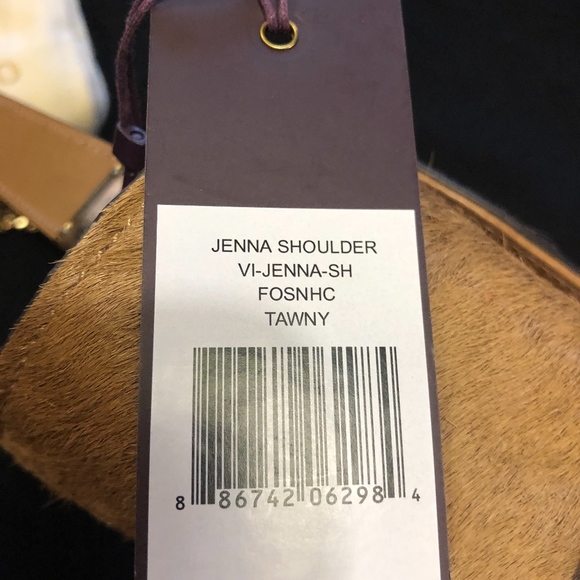 JENNA SHOULDER
VI-JENNA-SH
FOSNHC
TAWNY
8 86742 06298 4